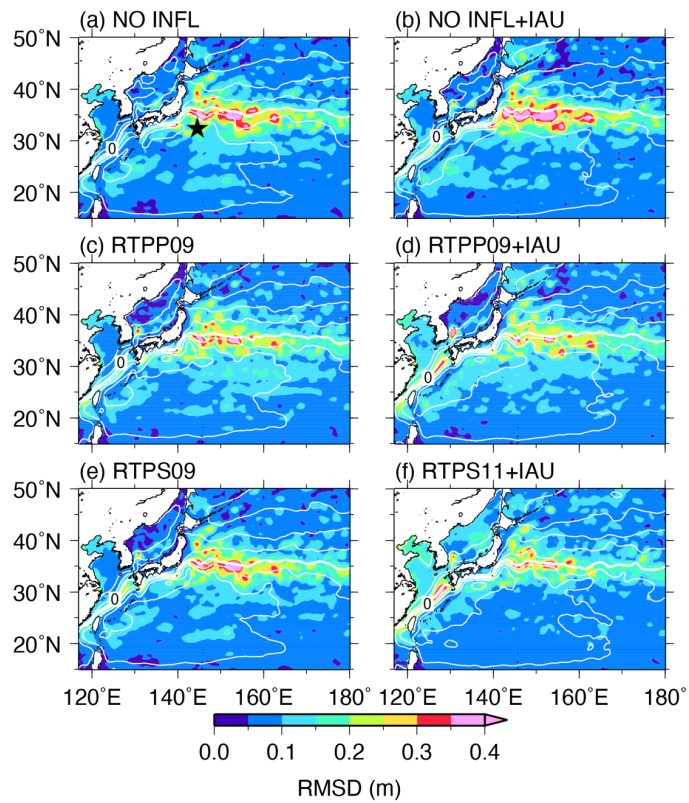 (a) NO INFL
(b) NO INFL+IAU
50°N
40°N
30°N
20°N
0
0
(c) RTPP09
(d) RTPP09+IAU
50°N
40°N
30°N
20°N
0
0
(e) RTPS09
(f) RTPS11+IAU
50°N
40°N
30°N
20°N
0
0
120°E 140°E 160°E 180° 120°E 140°E 160°E 180°
0.0 0.1 0.2 0.3 0.4
RMSD (m)